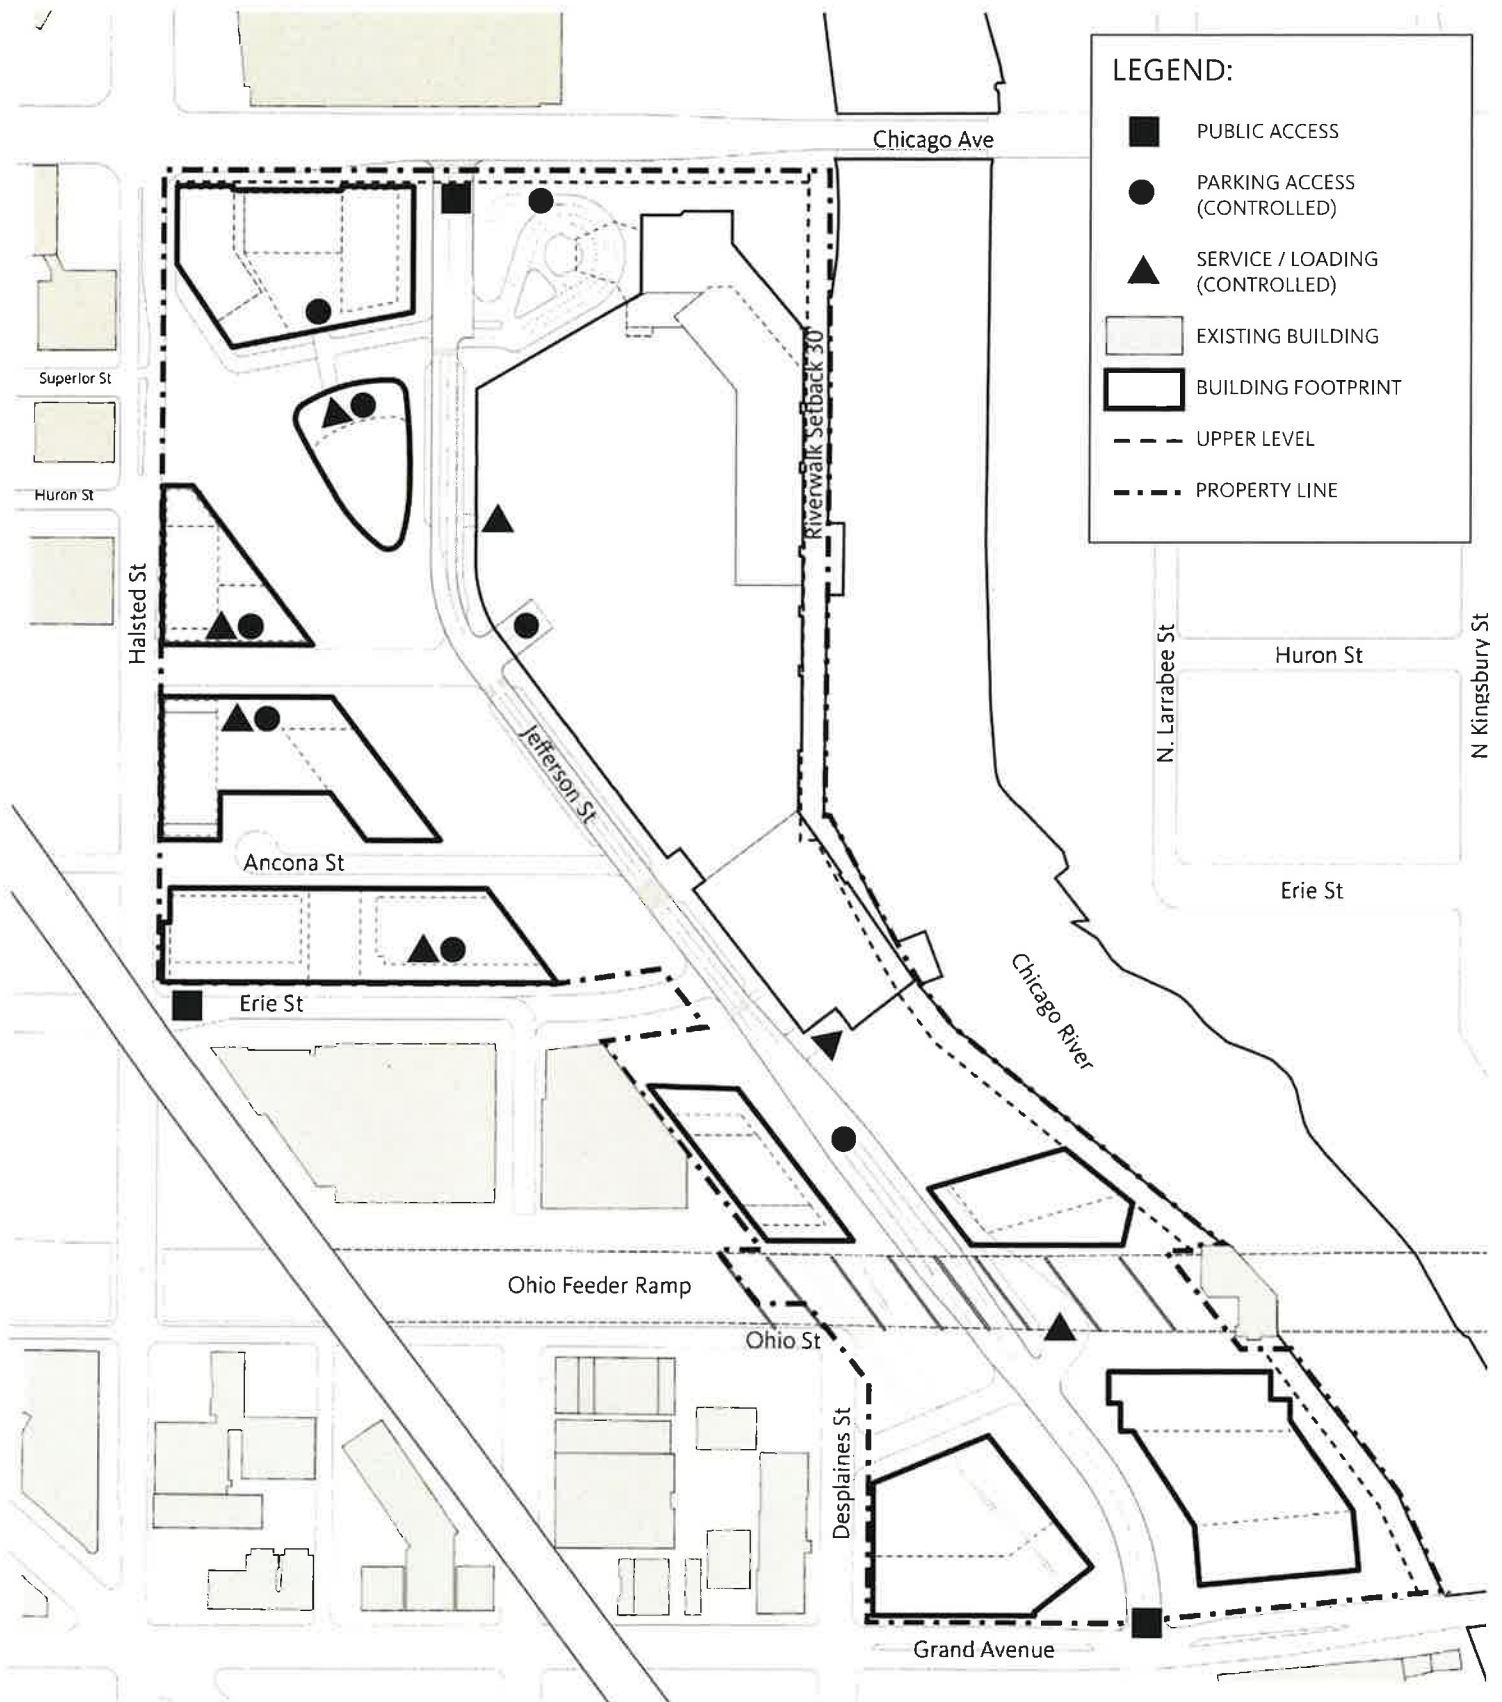 LEGEND:
PUBLIC ACCESS
PARKING ACCESS
(CONTROLLED)
SERVICE / LOADING
(CONTROLLED)
EXISTING BUILDING
BUILDING FOOTPRINT
UPPER LEVEL
PROPERTY LINE
Chicago Ave
Superior St
Riverwalk Setback 30'
Huron St
Halsted St
N. Larrabee St
Huron St
N Kingsbury St
Jefferson St
Ancona St
Erie St
Erie St
Chicago River
Ohio Feeder Ramp
Ohio St
Desplaines St
Grand Avenue